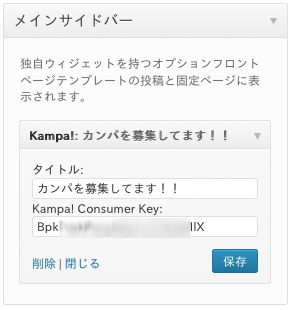 メインサイドバー
独自ウィジェットを持つオプションフロント
ページテンプレートの投稿と固定ページに表
示されます。
Kampa!: カンパを募集してます！！
タイトル:
カンパを募集してます！！
Kampa! Consumer Key:
削除 | 閉じる
保存